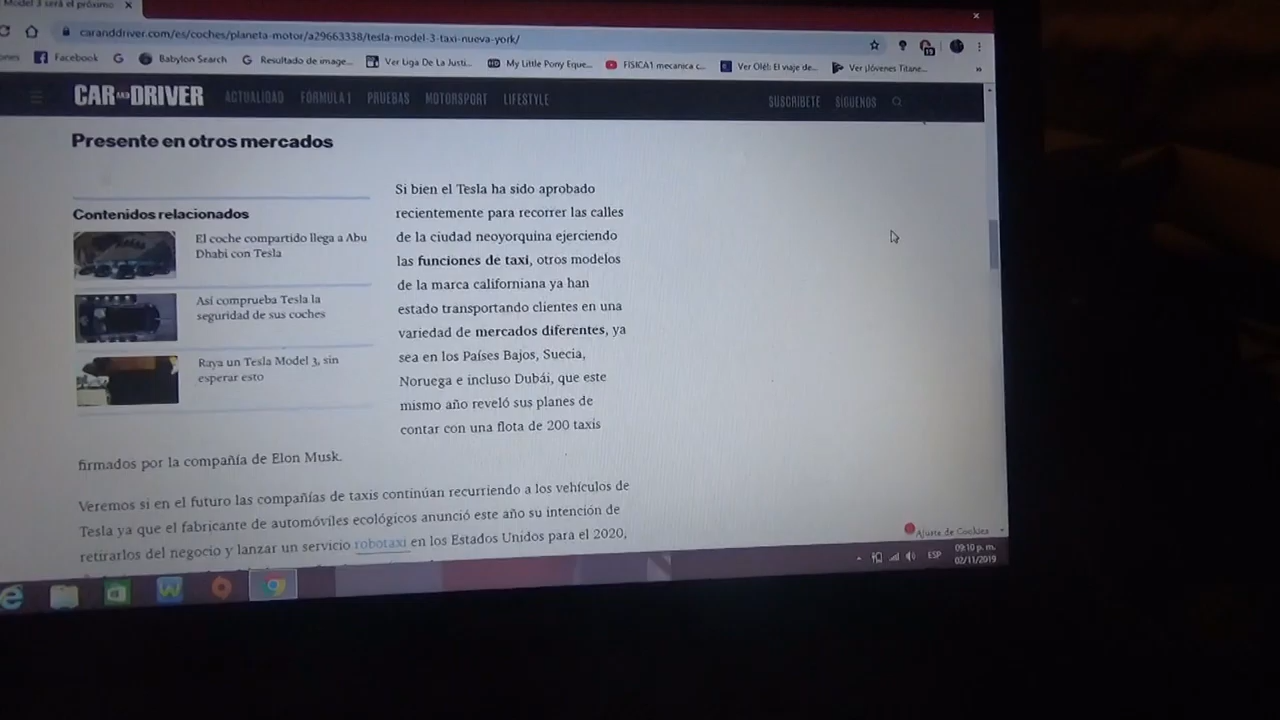 Model 3 será el próximo
caranddriver.com/es/coches/planeta-motor/a29663338/tesla-model-3-taxi-nueva-york/
Facebook
Babylon Search
Resultado de image...
Ver Liga De La Justi...
My Little Pony Eque...
FÍSICA1 mecanica c...
Ver Olé!: El viaje de...
Ver ¡Jóvenes Titane...
CAR AND DRIVER
ACTUALIDAD
FÓRMULA 1
PRUEBAS
MOTORSPORT
LIFESTYLE
SUSCRÍBETE
SÍGUENOS
Presente en otros mercados
Contenidos relacionados
El coche compartido llega a Abu
Dhabi con Tesla
Así comprueba Tesla la
seguridad de sus coches
Raya un Tesla Model 3, sin
esperar esto
Si bien el Tesla ha sido aprobado
recientemente para recorrer las calles
de la ciudad neoyorquina ejerciendo
las funciones de taxi, otros modelos
de la marca californiana ya han
estado transportando clientes en una
variedad de mercados diferentes, ya
sea en los Países Bajos, Suecia,
Noruega e incluso Dubái, que este
mismo año reveló sus planes de
contar con una flota de 200 taxis
firmados por la compañía de Elon Musk.
Veremos si en el futuro las compañías de taxis continúan recurriendo a los vehículos de
Tesla ya que el fabricante de automóviles ecológicos anunció este año su intención de
retirarlos del negocio y lanzar un servicio robotaxi en los Estados Unidos para el 2020,
Ajuste de Cookies
ESP
09:10 p. m.
02/11/2019